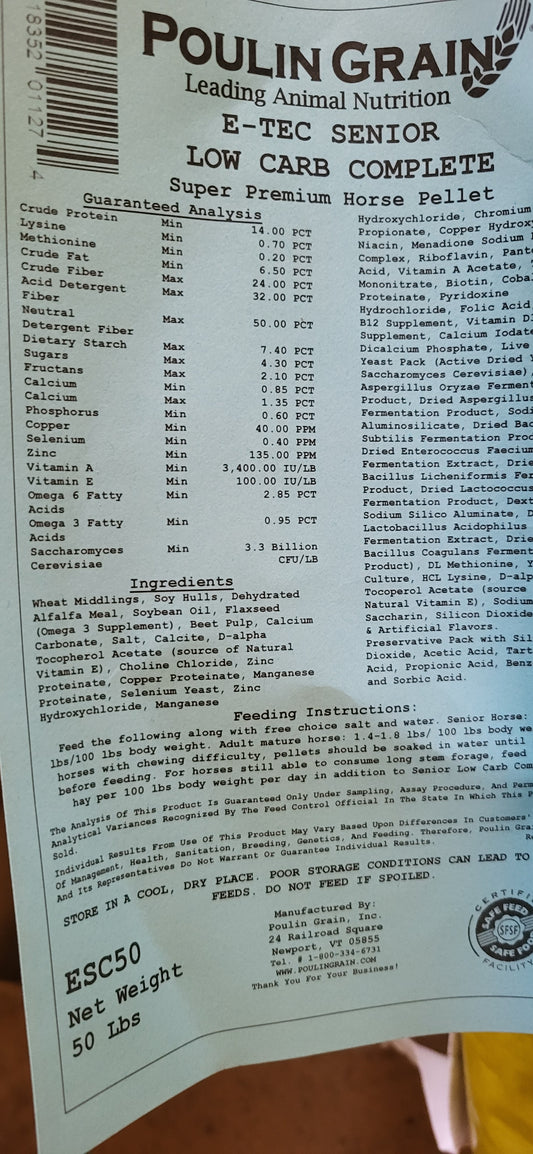 18352 01127 4
POULIN GRAIN
Leading Animal Nutrition
E-TEC SENIOR
LOW CARB COMPLETE
Super Premium Horse Pellet
Guaranteed Analysis
Crude Protein Min 14.00 PCT
Lysine Min 0.70 PCT
Methionine Min 0.20 PCT
Crude Fat Min 6.50 PCT
Crude Fiber Max 24.00 PCT
Acid Detergent Max 32.00 PCT
Fiber
Neutral Max 50.00 PCT
Detergent Fiber
Dietary Starch Max 7.40 PCT
Sugars Max 4.30 PCT
Fructans Max 2.10 PCT
Calcium Min 0.85 PCT
Calcium Max 1.35 PCT
Phosphorus Min 0.60 PCT
Copper Min 40.00 PPM
Selenium Min 0.40 PPM
Zinc Min 135.00 PPM
Vitamin A Min 3,400.00 IU/LB
Vitamin E Min 100.00 IU/LB
Omega 6 Fatty Min 2.85 PCT
Acids
Omega 3 Fatty Min 0.95 PCT
Acids
Saccharomyces Min 3.3 Billion
Cerevisiae CFU/LB
Ingredients
Wheat Middlings, Soy Hulls, Dehydrated
Alfalfa Meal, Soybean Oil, Flaxseed
(Omega 3 Supplement), Beet Pulp, Calcium
Carbonate, Salt, Calcite, D-alpha
Tocopherol Acetate (source of Natural
Vitamin E), Choline Chloride, Zinc
Proteinate, Copper Proteinate, Manganese
Proteinate, Selenium Yeast, Zinc
Hydroxychloride, Manganese
Hydroxychloride, Chromium
Propionate, Copper
Niacin, Menadione Sodium
Complex, Riboflavin,
Acid, Vitamin A Acetate,
Mononitrate, Biotin,
Proteinate, Pyridoxine
Hydrochloride, Folic Acid
B12 Supplement, Vitamin
Supplement, Calcium
Dicalcium Phosphate, Live
Yeast Pack (Active Dried
Saccharomyces Cerevisiae)
Aspergillus Oryzae
Product, Dried Aspergillus
Fermentation Product,
Aluminosilicate, Dried
Subtilis Fermentation
Dried Enterococcus Faecium
Fermentation Extract,
Bacillus Licheniformis
Product, Dried Lactococcus
Fermentation Product,
Sodium Silico Aluminate,
Lactobacillus Acidophilus
Fermentation Extract,
Bacillus Coagulans
Product), DL Methionine,
Culture, HCL Lysine,
Tocoperol Acetate (source
Natural Vitamin E), Sodium
Saccharin, Silicon Dioxide
& Artificial Flavors.
Preservative Pack with
Dioxide, Acetic Acid,
Acid, Propionic Acid,
and Sorbic Acid.
Feeding Instructions:
Feed the following along with free choice salt and water. Senior Horse:
lbs/100 lbs body weight. Adult mature horse: 1.4-1.8 lbs/ 100 lbs body
horses with chewing difficulty, pellets should be soaked in water until
before feeding. For horses still able to consume long stem forage, feed
hay per 100 lbs body weight per day in addition to Senior Low Carb
The Analysis Of This Product Is Guaranteed Only Under Sampling, Assay Procedure, And
Analytical Variances Recognized By The Feed Control Official In The State In Which This
Sold.
Individual Results From Use Of This Product May Vary Based Upon Differences In Customers'
Of Management, Health, Sanitation, Breeding, Genetics, And Feeding. Therefore, Poulin
And Its Representatives Do Not Warrant Or Guarantee Individual Results.
STORE IN A COOL, DRY PLACE. POOR STORAGE CONDITIONS CAN LEAD TO
FEEDS. DO NOT FEED IF SPOILED.
Manufactured By:
Poulin Grain, Inc.
24 Railroad Square
Newport, VT 05855
Tel. # 1-800-334-6731
WWW.POULINGRAIN.COM
Thank You For Your Business!
ESC50
Net Weight
50 Lbs
SAFE FEED
SFSF
SAFE
FACILITY